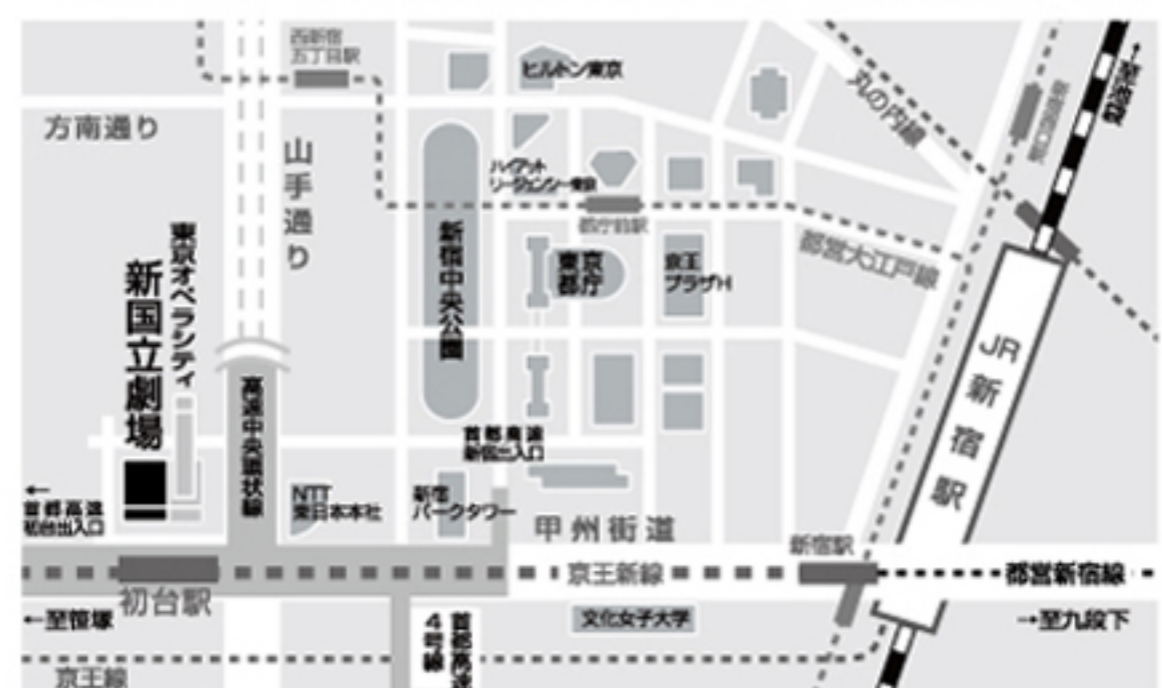 西新宿
五丁目駅
ヒルトン東京
丸の内線
方南通り
山手通り
ハイアット
リージェンシー東京
都庁前駅
都営大江戸線
東京オペラシティ
新国立劇場
新宿中央公園
東京
都庁
京王
プラザH
JR新宿駅
高速中央環状線
首都高速
新宿出入口
←
首都高速
初台出入口
NTT
東日本本社
新宿
パークタワー
甲州街道
新宿駅
京王新線
都営新宿線
初台駅
←至笹塚
首都高速
4号線
文化女子大学
→至九段下
京王線